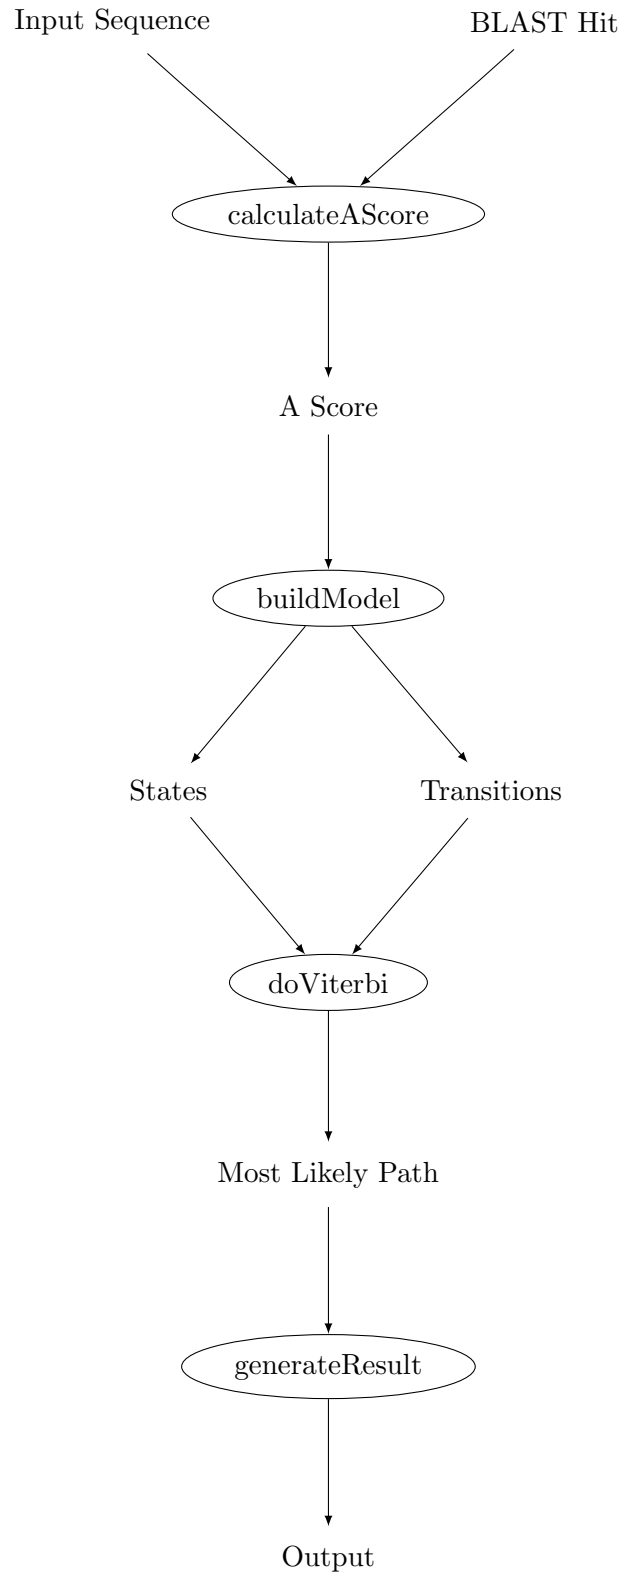 Input Sequence
BLAST Hit
calculateAScore
A Score
buildModel
States
Transitions
doViterbi
Most Likely Path
generateResult
Output